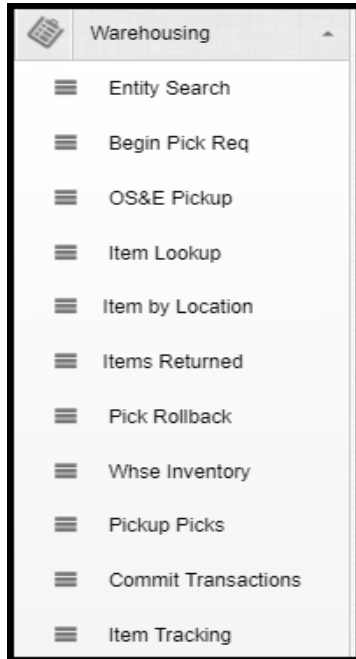 Warehousing
Entity Search
Begin Pick Req
OS&E Pickup
Item Lookup
Item by Location
Items Returned
Pick Rollback
Whse Inventory
Pickup Picks
Commit Transactions
Item Tracking